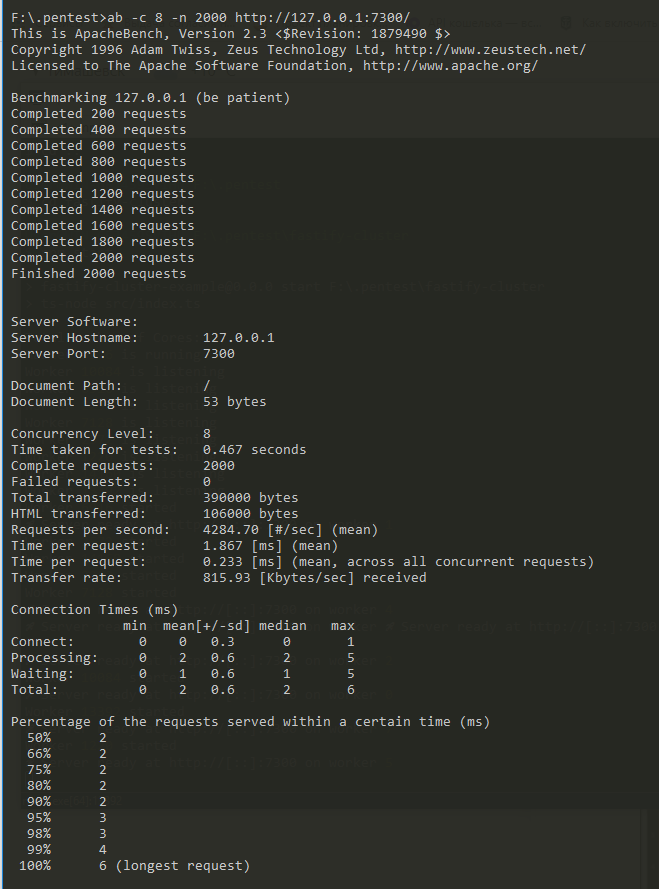 F:\.pentest>ab -c 8 -n 2000 http://127.0.0.1:7300/
This is ApacheBench, Version 2.3 <$Revision: 1879490 $>
Copyright 1996 Adam Twiss, Zeus Technology Ltd, http://www.zeustech.net/
Licensed to The Apache Software Foundation, http://www.apache.org/

Benchmarking 127.0.0.1 (be patient)
Completed 200 requests
Completed 400 requests
Completed 600 requests
Completed 800 requests
Completed 1000 requests
Completed 1200 requests
Completed 1400 requests
Completed 1600 requests
Completed 1800 requests
Completed 2000 requests
Finished 2000 requests


Server Software:
Server Hostname:        127.0.0.1
Server Port:            7300

Document Path:          /
Document Length:        53 bytes

Concurrency Level:      8
Time taken for tests:   0.467 seconds
Complete requests:      2000
Failed requests:        0
Total transferred:      390000 bytes
HTML transferred:       106000 bytes
Requests per second:    4284.70 [#/sec] (mean)
Time per request:       1.867 [ms] (mean)
Time per request:       0.233 [ms] (mean, across all concurrent requests)
Transfer rate:          815.93 [Kbytes/sec] received

Connection Times (ms)
              min  mean[+/-sd] median   max
Connect:        0    0   0.3      0       1
Processing:     0    2   0.6      2       5
Waiting:        0    1   0.6      1       5
Total:          0    2   0.6      2       6

Percentage of the requests served within a certain time (ms)
  50%      2
  66%      2
  75%      2
  80%      2
  90%      2
  95%      3
  98%      3
  99%      4
 100%      6 (longest request)